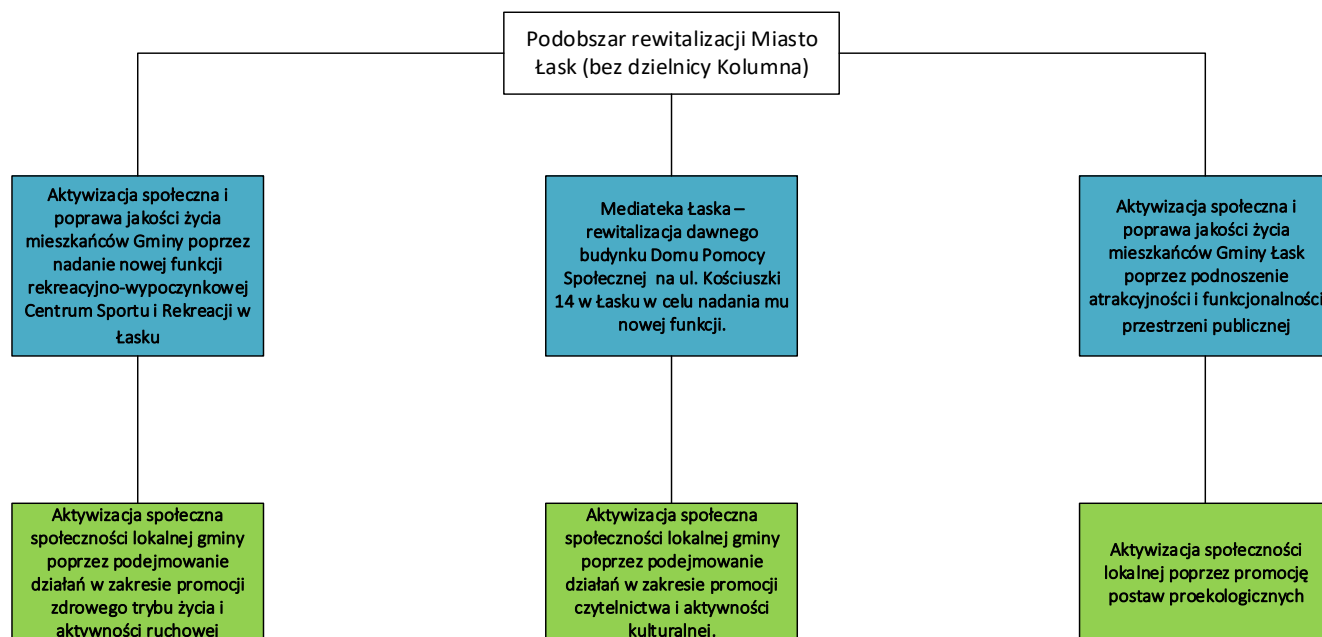 Podobszar rewitalizacji Miasto
Łask (bez dzielnicy Kolumna)
Aktywizacja społeczna i
poprawa jakości życia
mieszkańców Gminy poprzez
nadanie nowej funkcji
rekreacyjno-wypoczynkowej
Centrum Sportu i Rekreacji w
Łasku
Mediateka Łaska –
rewitalizacja dawnego
budynku Domu Pomocy
Społecznej na ul. Kościuszki
14 w Łasku w celu nadania mu
nowej funkcji.
Aktywizacja społeczna i
poprawa jakości życia
mieszkańców Gminy Łask
poprzez podnoszenie
atrakcyjności i funkcjonalności
przestrzeni publicznej
Aktywizacja społeczna
społeczności lokalnej gminy
poprzez podejmowanie
działań w zakresie promocji
zdrowego trybu życia i
aktywności ruchowej
Aktywizacja społeczna
społeczności lokalnej gminy
poprzez podejmowanie
działań w zakresie promocji
czytelnictwa i aktywności
kulturalnej.
Aktywizacja społeczności
lokalnej poprzez promocję
postaw proekologicznych